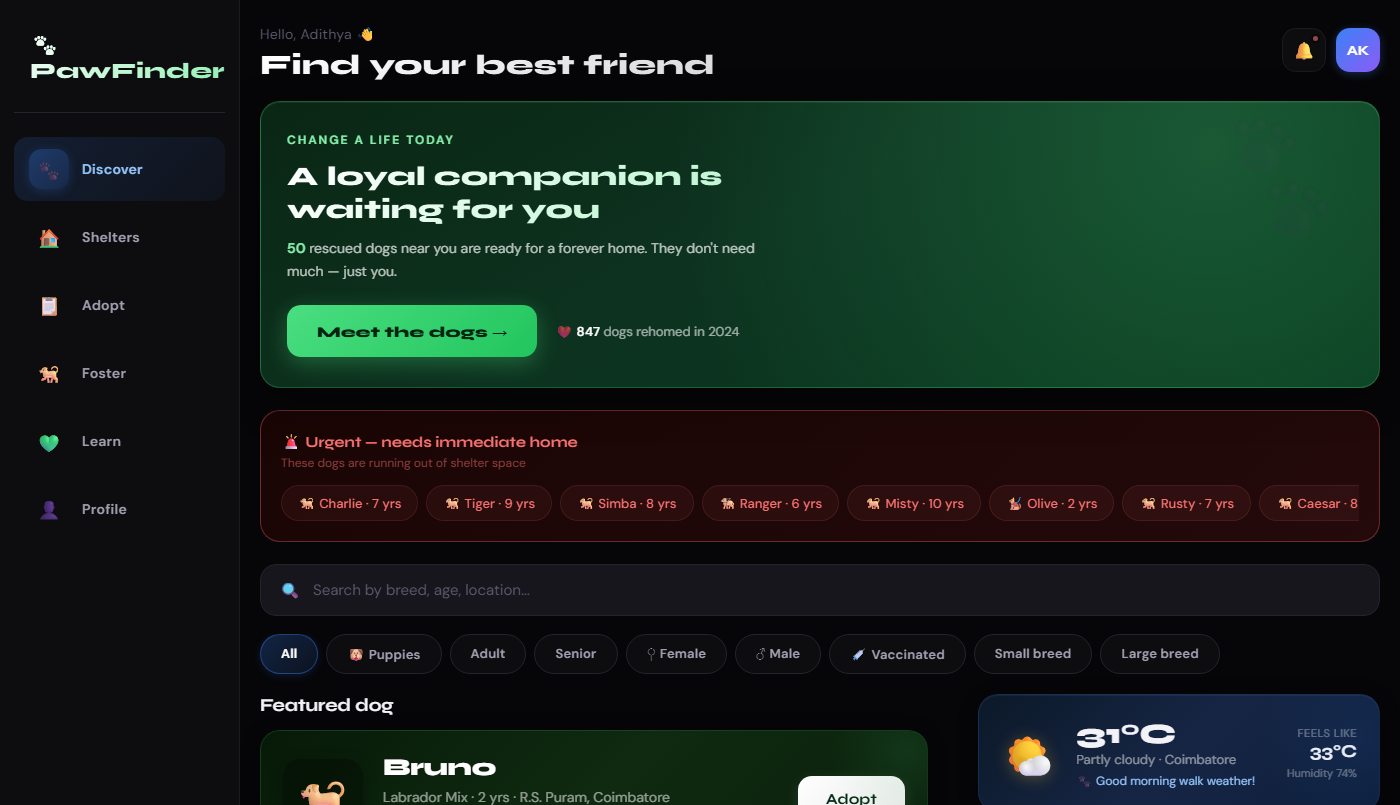 PawFinder
Discover
Shelters
Adopt
Foster
Learn
Profile
Hello, Adithya 👋
Find your best friend
AK
CHANGE A LIFE TODAY
A loyal companion is
waiting for you
50 rescued dogs near you are ready for a forever home. They don't need
much — just you.
Meet the dogs →
847 dogs rehomed in 2024
Urgent — needs immediate home
These dogs are running out of shelter space
Charlie · 7 yrs
Tiger · 9 yrs
Simba · 8 yrs
Ranger · 6 yrs
Misty · 10 yrs
Olive · 2 yrs
Rusty · 7 yrs
Caesar · 8
Search by breed, age, location...
All
Puppies
Adult
Senior
♀ Female
♂ Male
Vaccinated
Small breed
Large breed
Featured dog
Bruno
Labrador Mix · 2 yrs · R.S. Puram, Coimbatore
Adopt
31°C
Partly cloudy · Coimbatore
Good morning walk weather!
FEELS LIKE
33°C
Humidity 74%